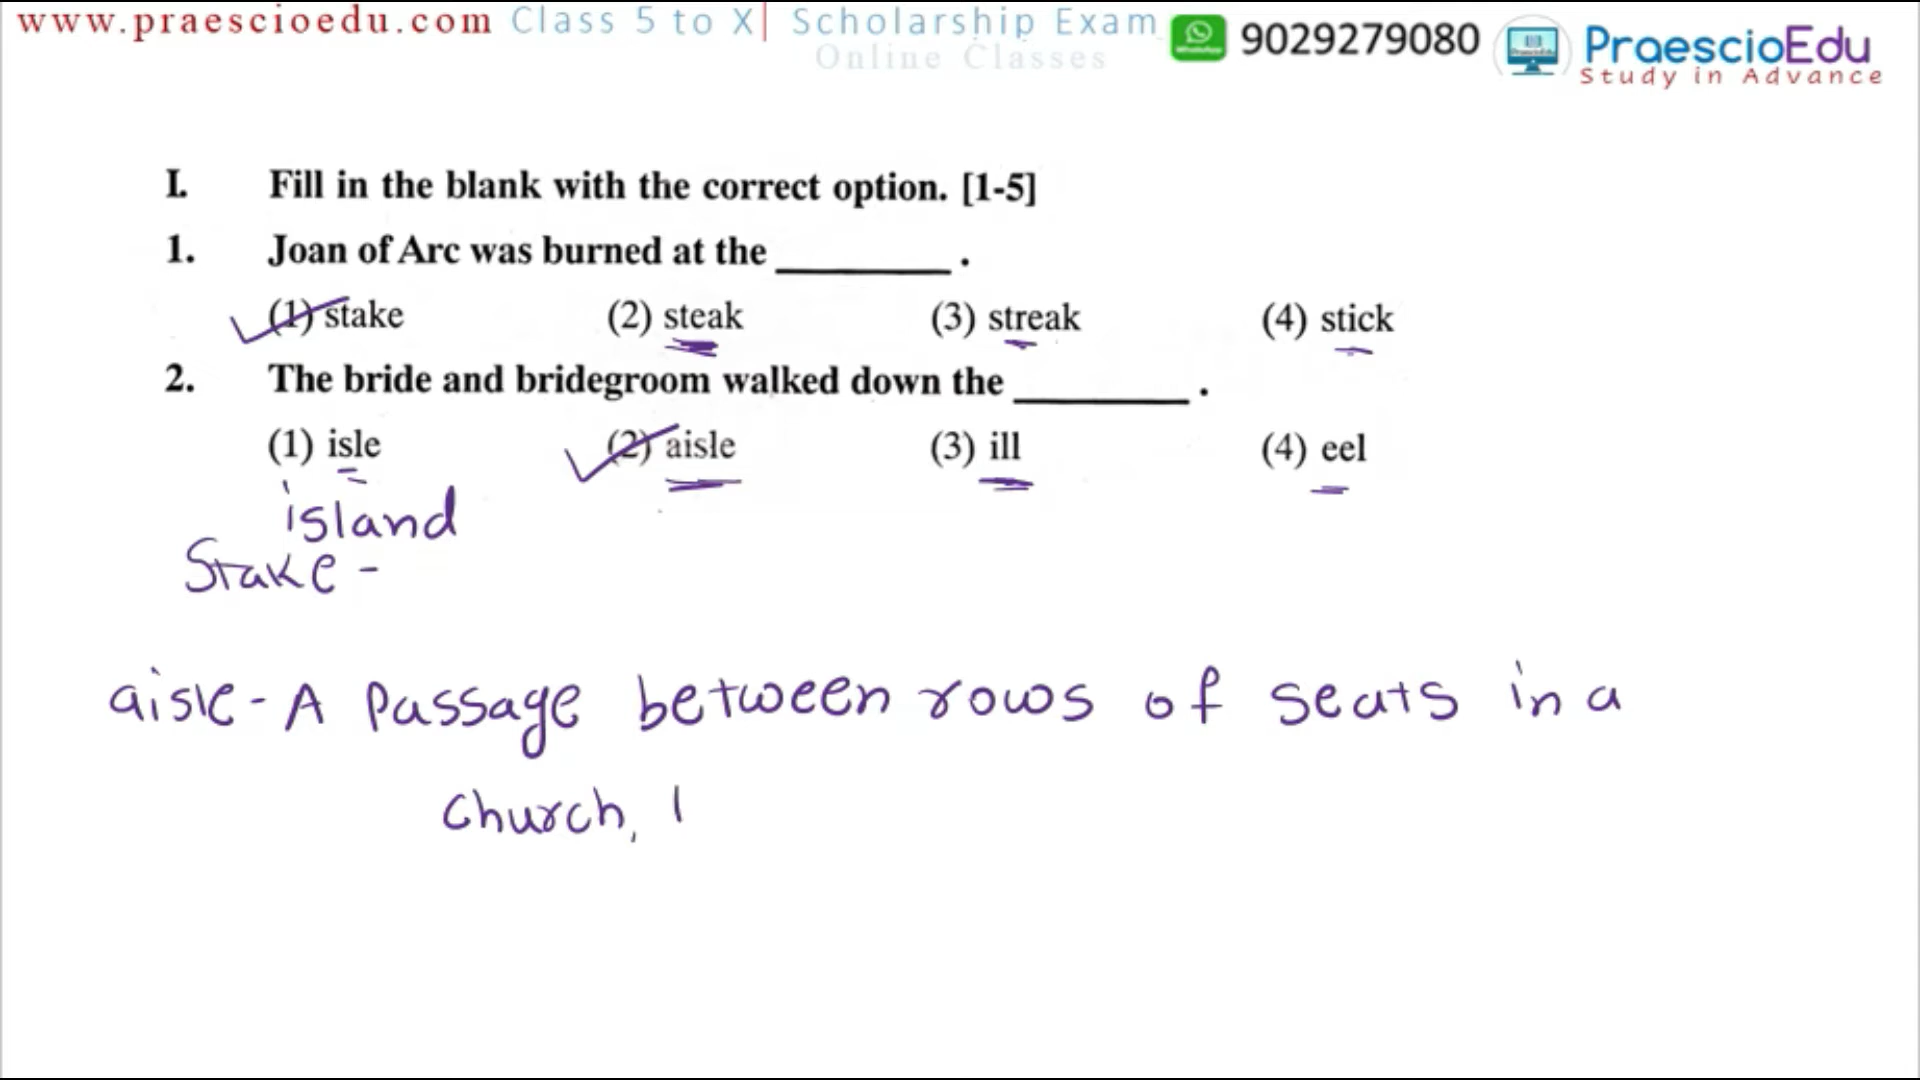 www.praescioedu.com Class 5 to X| Scholarship Exam 9029279080 PraescioEdu
Online Classes Study in Advance
I. Fill in the blank with the correct option. [1-5]
1. Joan of Arc was burned at the ________ .
(1) stake (2) steak (3) streak (4) stick
2. The bride and bridegroom walked down the ________ .
(1) isle (2) aisle (3) ill (4) eel
island
Stake -
aisle - A Passage between rows of seats in a
church,